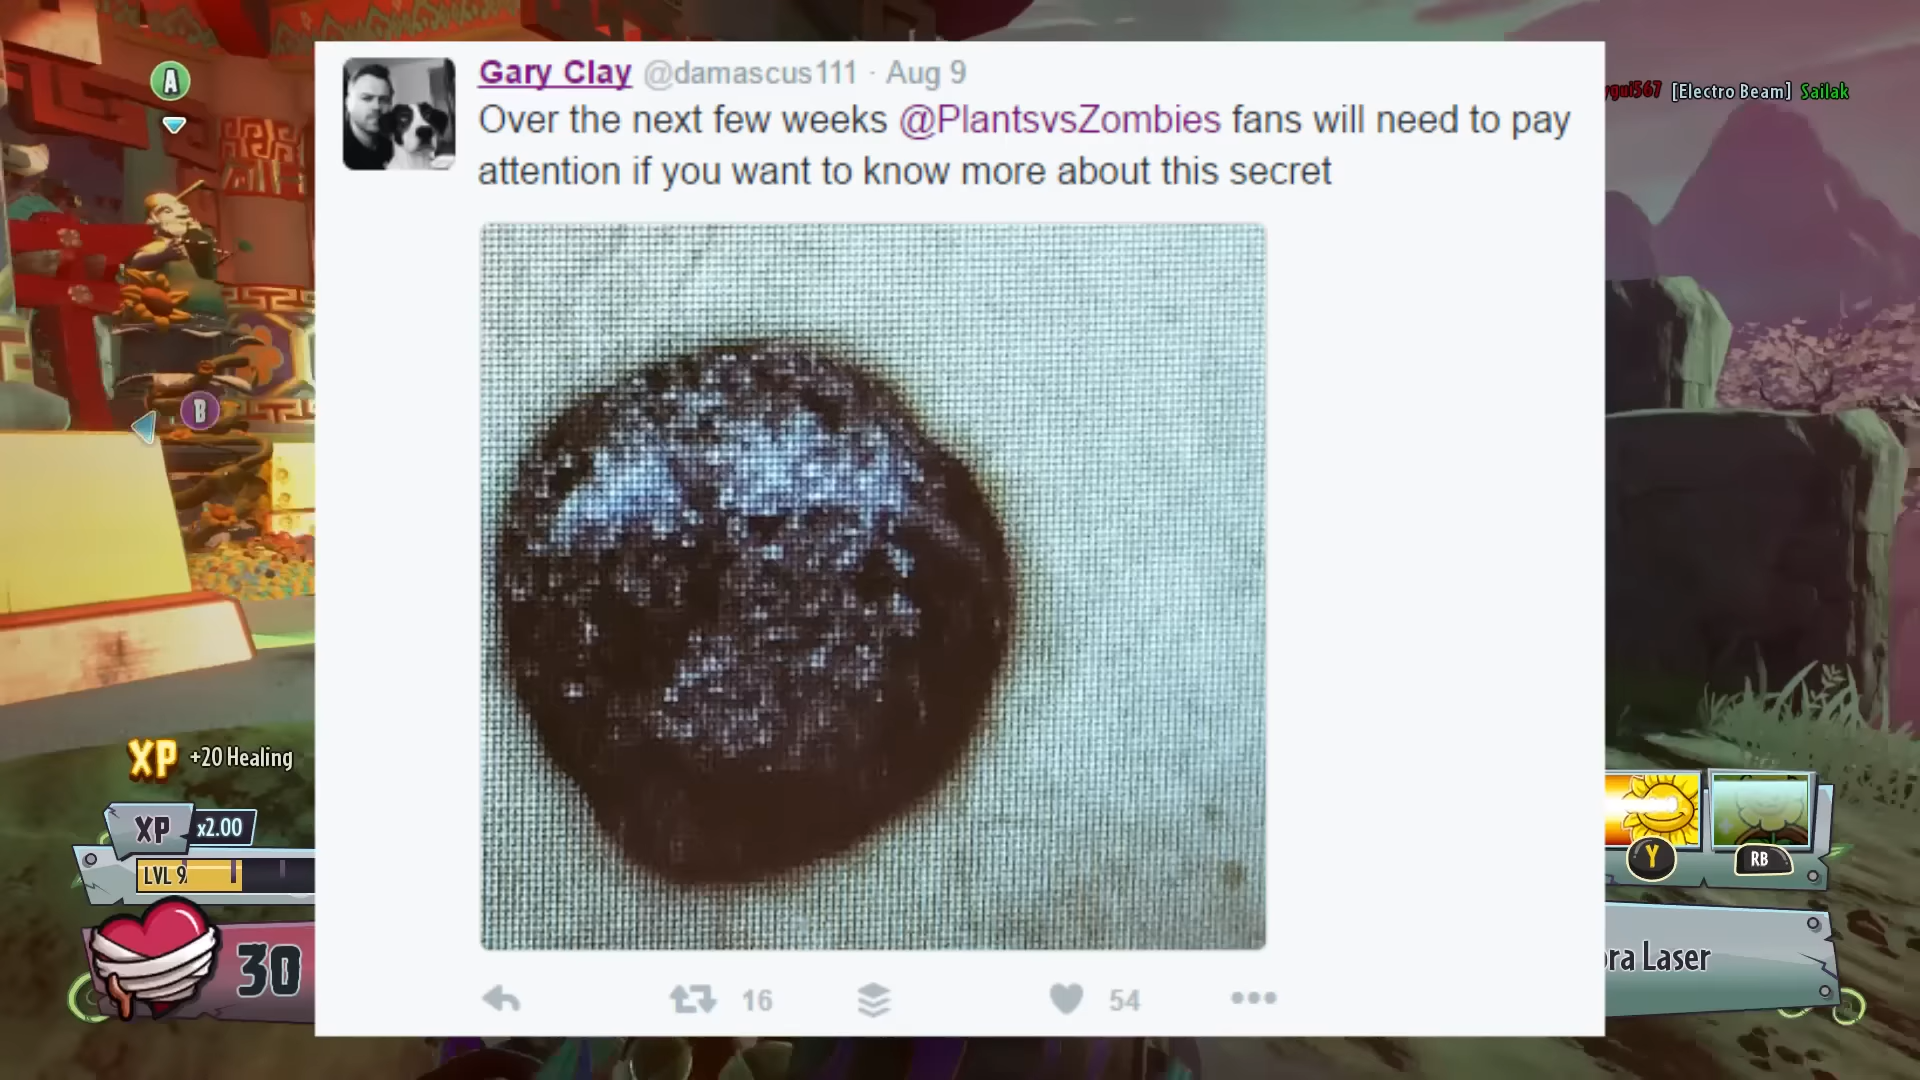 Gary Clay @damascus111 · Aug 9
Over the next few weeks @PlantsvsZombies fans will need to pay
attention if you want to know more about this secret
16
54
A
B
[Electro Beam] Sailak
XP +20 Healing
XP x2.00
LVL 9
30
Y
RB
Laser